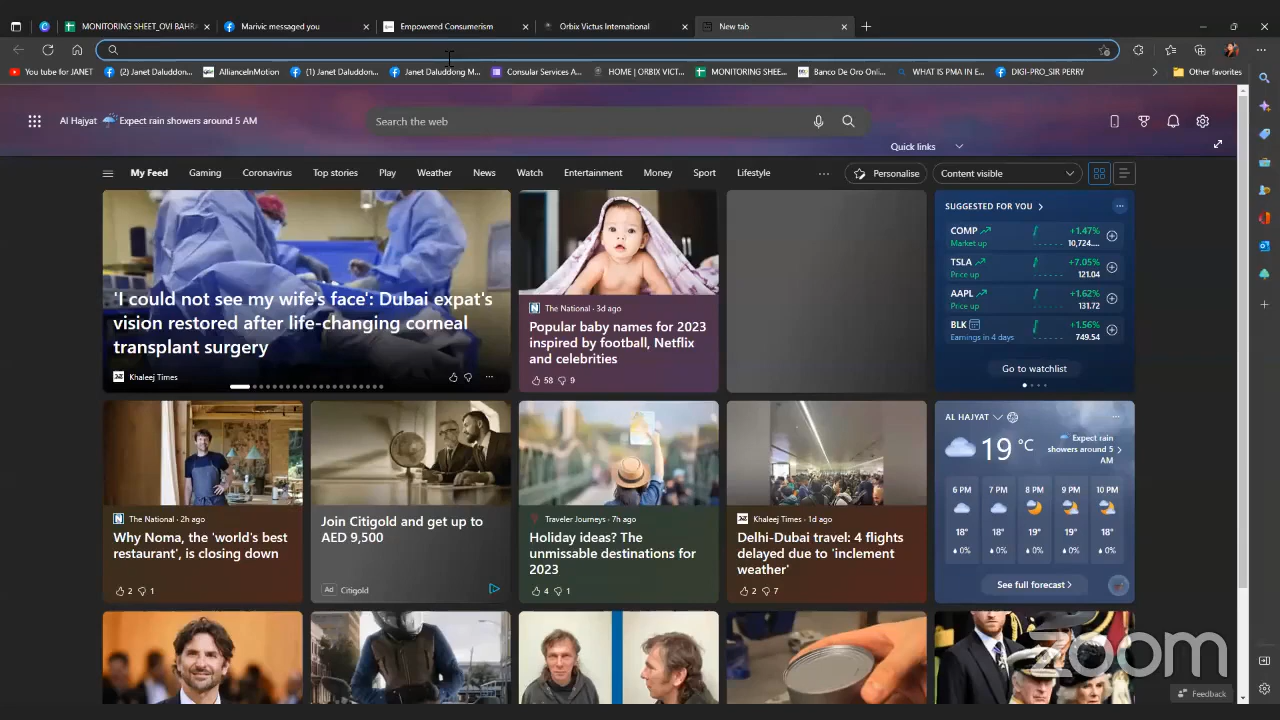 MONITORING SHEET_OVI BAHRA
Marivic messaged you
Empowered Consumerism
Orbix Victus International
New tab
You tube for JANET
(2) Janet Daluddon...
AllianceInMotion
(1) Janet Daluddon...
Janet Daluddong M...
Consular Services A...
HOME | ORBIX VICT...
MONITORING SHEE...
Banco De Oro Onli...
WHAT IS PMA IN E...
DIGI-PRO_SIR PERRY
Other favorites
Al Hajyat
Expect rain showers around 5 AM
Search the web
Quick links
My Feed
Gaming
Coronavirus
Top stories
Play
Weather
News
Watch
Entertainment
Money
Sport
Lifestyle
...
Personalise
Content visible
'I could not see my wife's face': Dubai expat's
vision restored after life-changing corneal
transplant surgery
Khaleej Times
The National · 3d ago
Popular baby names for 2023
inspired by football, Netflix
and celebrities
58 9
SUGGESTED FOR YOU
COMP +1.47%
Market up 10,724....
TSLA +7.05%
Price up 121.04
AAPL +1.62%
Price up 131.72
BLK +1.56%
Earnings in 4 days 749.54
Go to watchlist
The National · 2h ago
Why Noma, the 'world's best
restaurant', is closing down
2 1
Join Citigold and get up to
AED 9,500
Ad Citigold
Traveler Journeys · 7h ago
Holiday ideas? The
unmissable destinations for
2023
4 1
Khaleej Times · 1d ago
Delhi-Dubai travel: 4 flights
delayed due to 'inclement
weather'
2 7
AL HAJYAT
19 °C
Expect rain
showers around 5
AM
6 PM 7 PM 8 PM 9 PM 10 PM
18° 18° 19° 19° 18°
0% 0% 0% 0% 0%
See full forecast
zoom
Feedback